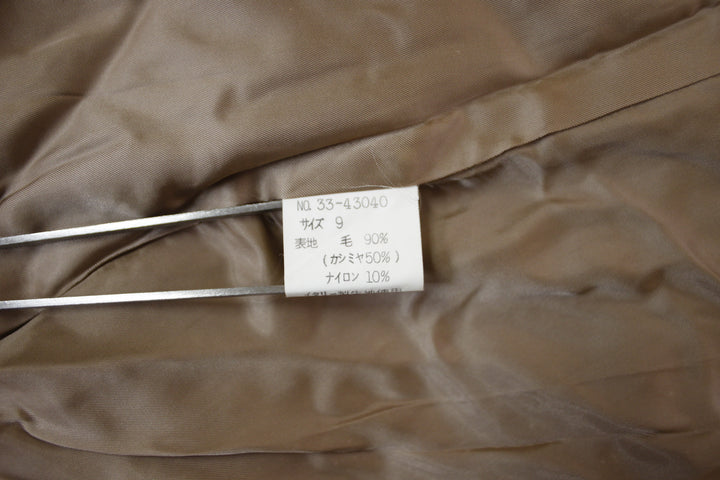 NO. 33-43040
サイズ 9
表地 毛 90%
(カシミヤ50%)
ナイロン 10%